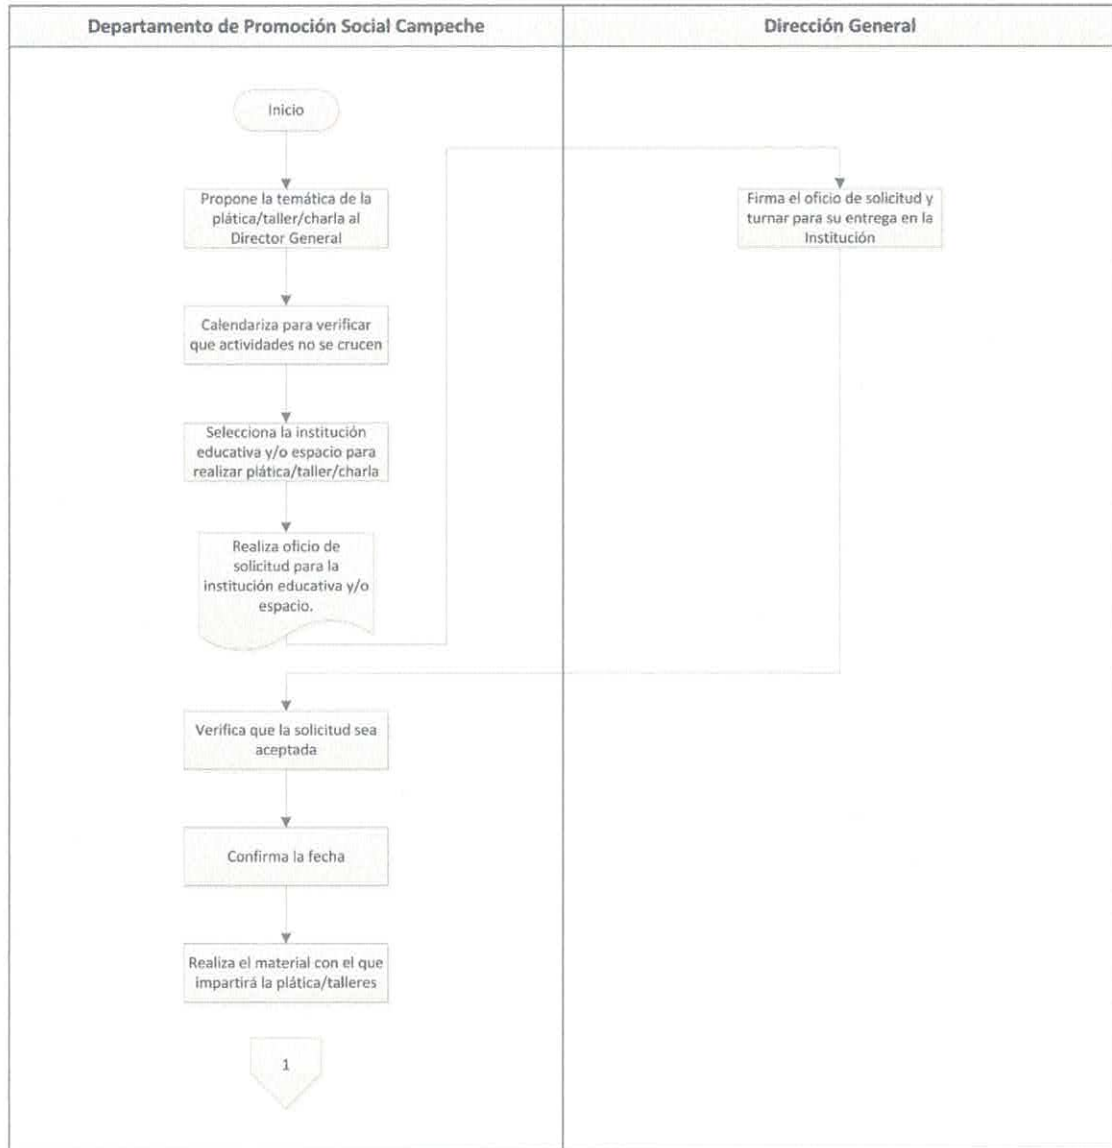 Departamento de Promoción Social Campeche
Dirección General
Inicio
Propone la temática de la
plática/taller/charla al
Director General
Firma el oficio de solicitud y
turnar para su entrega en la
Institución
Calendariza para verificar
que actividades no se crucen
Selecciona la institución
educativa y/o espacio para
realizar plática/taller/charla
Realiza oficio de
solicitud para la
institución educativa y/o
espacio.
Verifica que la solicitud sea
aceptada
Confirma la fecha
Realiza el material con el que
impartirá la plática/talleres
1